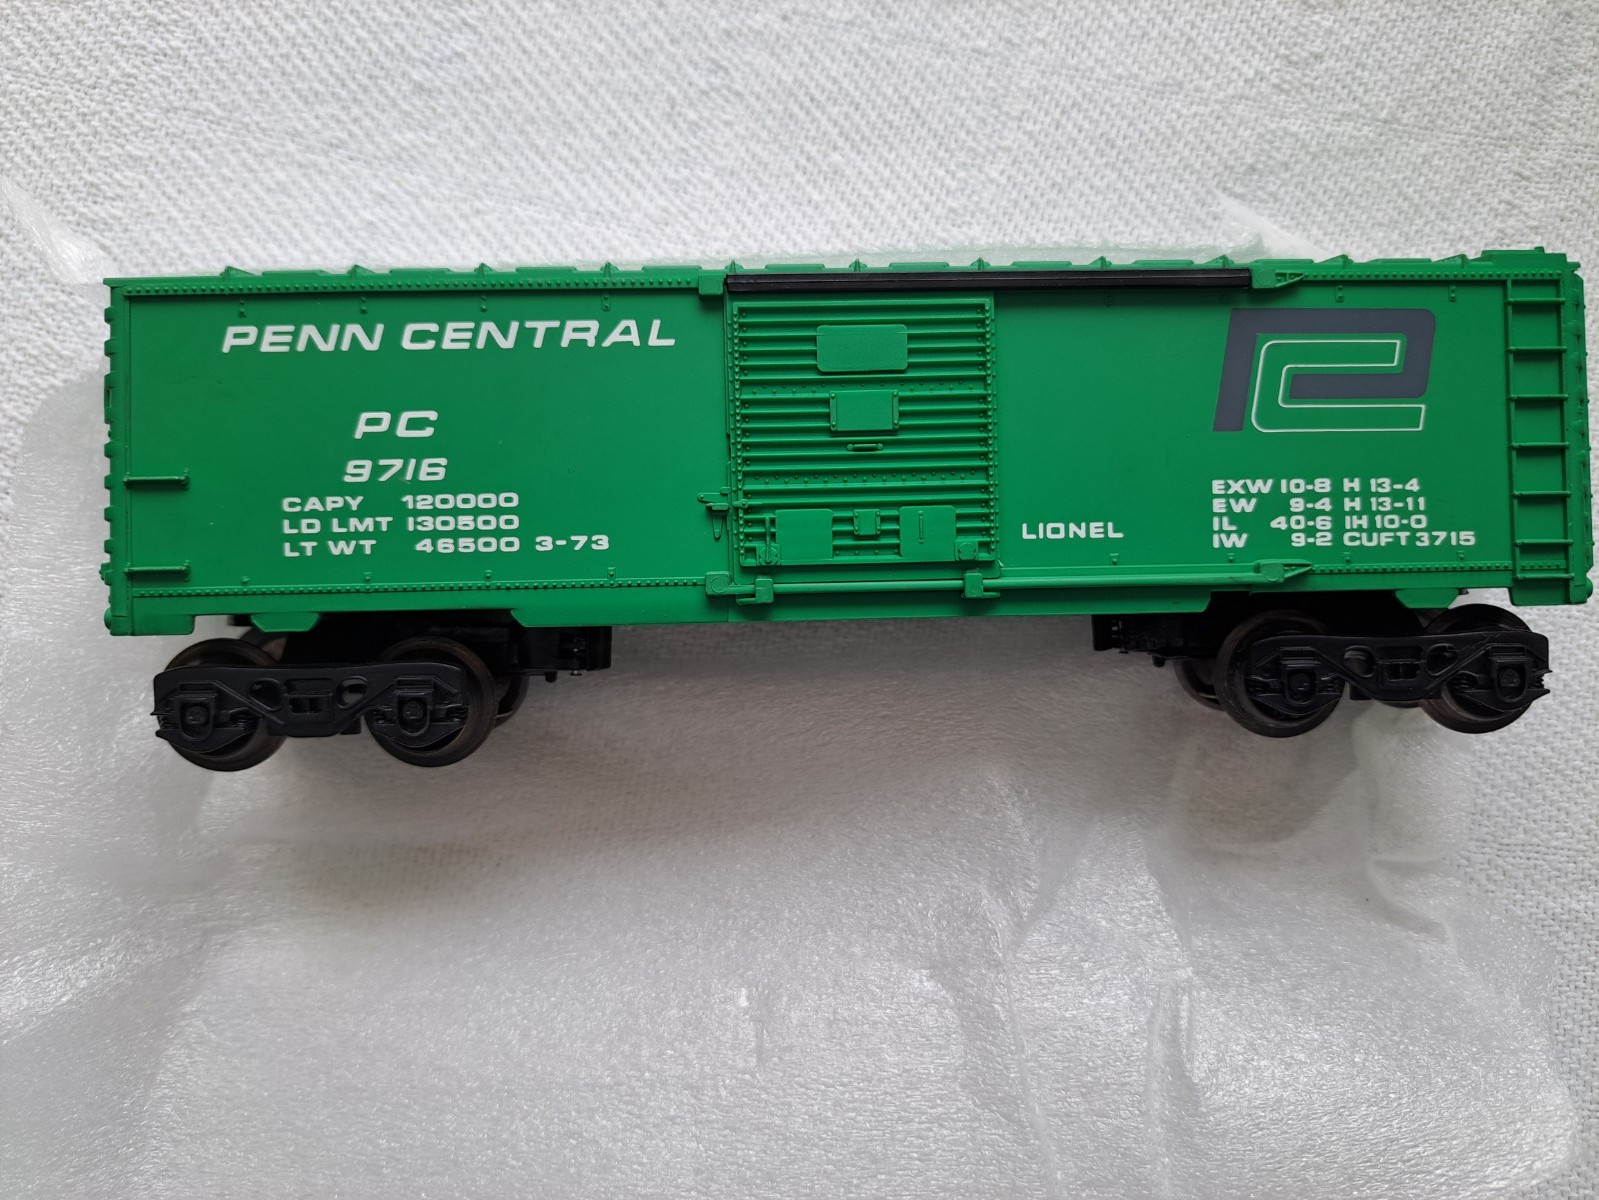 PENN CENTRAL
PC
9716
CAPY 120000
LD LMT 130500
LT WT 46500 3-73
LIONEL
PC
EXW 10-8 H 13-4
EW 9-4 H 13-11
IL 40-6 IH 10-0
IW 9-2 CUFT 3715